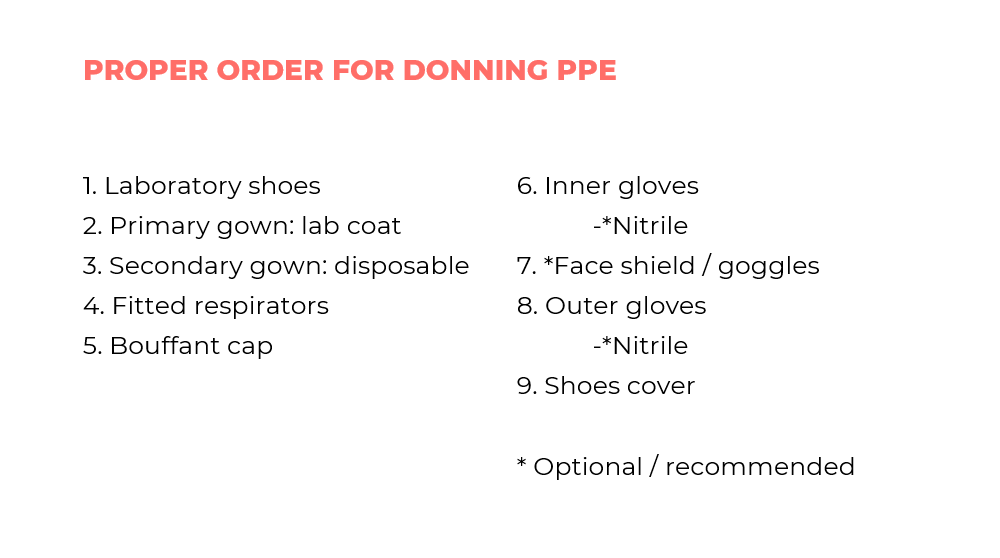 PROPER ORDER FOR DONNING PPE
1. Laboratory shoes
2. Primary gown: lab coat
3. Secondary gown: disposable
4. Fitted respirators
5. Bouffant cap
6. Inner gloves
-*Nitrile
7. *Face shield / goggles
8. Outer gloves
-*Nitrile
9. Shoes cover
* Optional / recommended